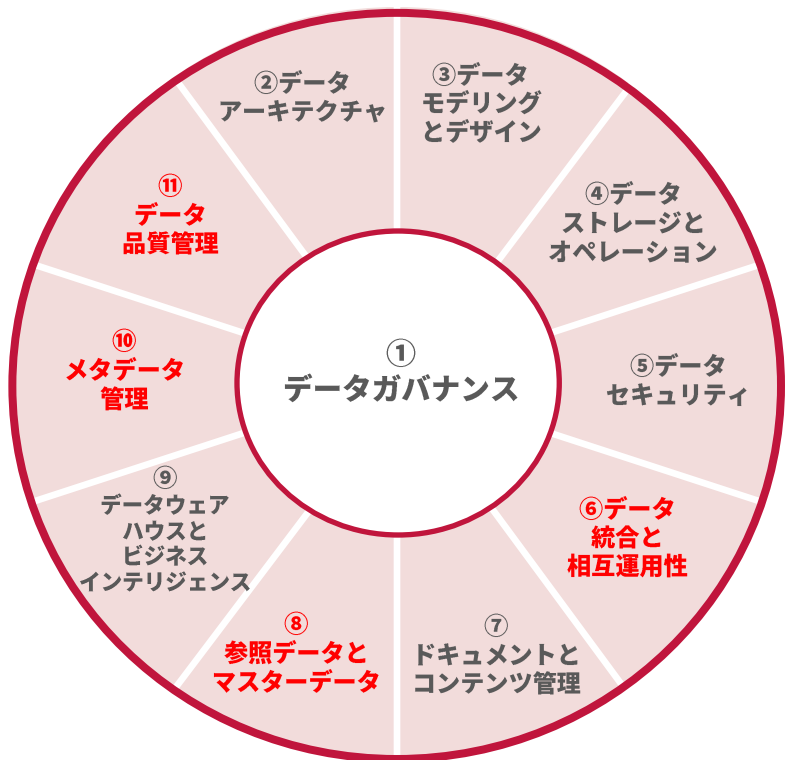 ①
データガバナンス
②データ
アーキテクチャ
③データ
モデリング
とデザイン
④データ
ストレージと
オペレーション
⑤データ
セキュリティ
⑥データ
統合と
相互運用性
⑦
ドキュメントと
コンテンツ管理
⑧
参照データと
マスターデータ
⑨
データウェア
ハウスと
ビジネス
インテリジェンス
⑩
メタデータ
管理
⑪
データ
品質管理